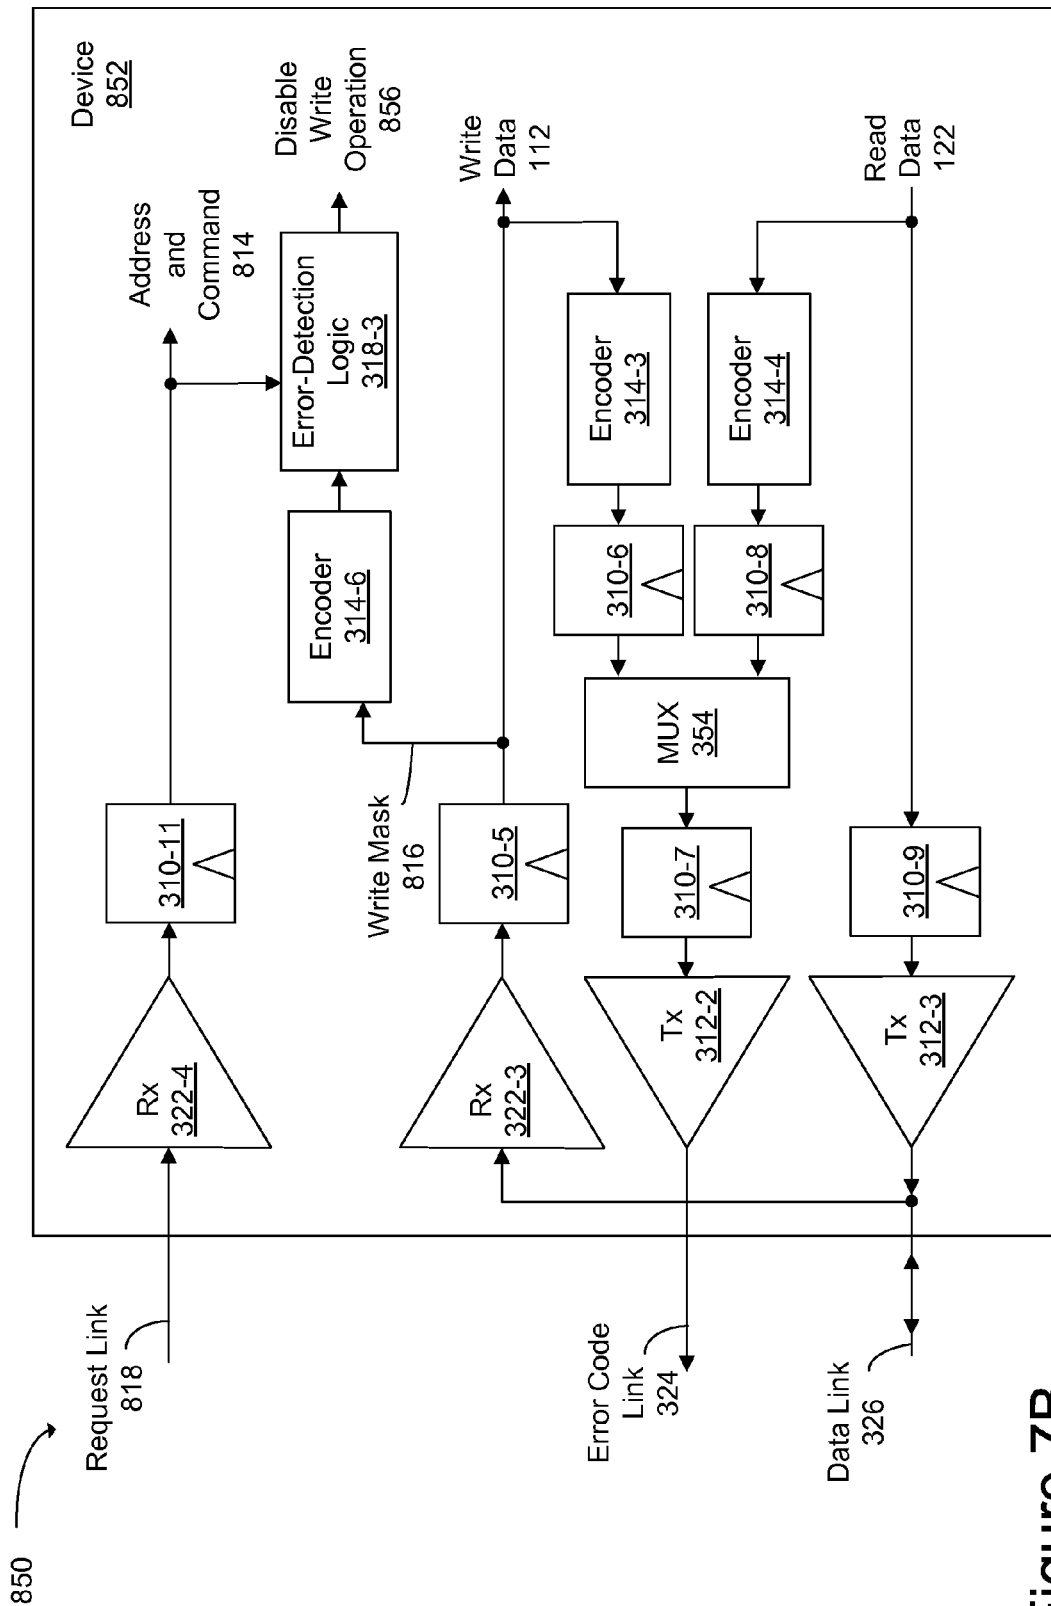 850
Device
852
Request Link
818
Rx
322-4
310-11
Address
and
Command
814
Write Mask
816
Encoder
314-6
Error-Detection
Logic
318-3
Disable
Write
Operation
856
Rx
322-3
310-5
Write
Data
112
Error Code
Link
324
Tx
312-2
310-7
MUX
354
310-6
Encoder
314-3
310-8
Encoder
314-4
Data Link
326
Tx
312-3
310-9
Read
Data
122
Figure 7B